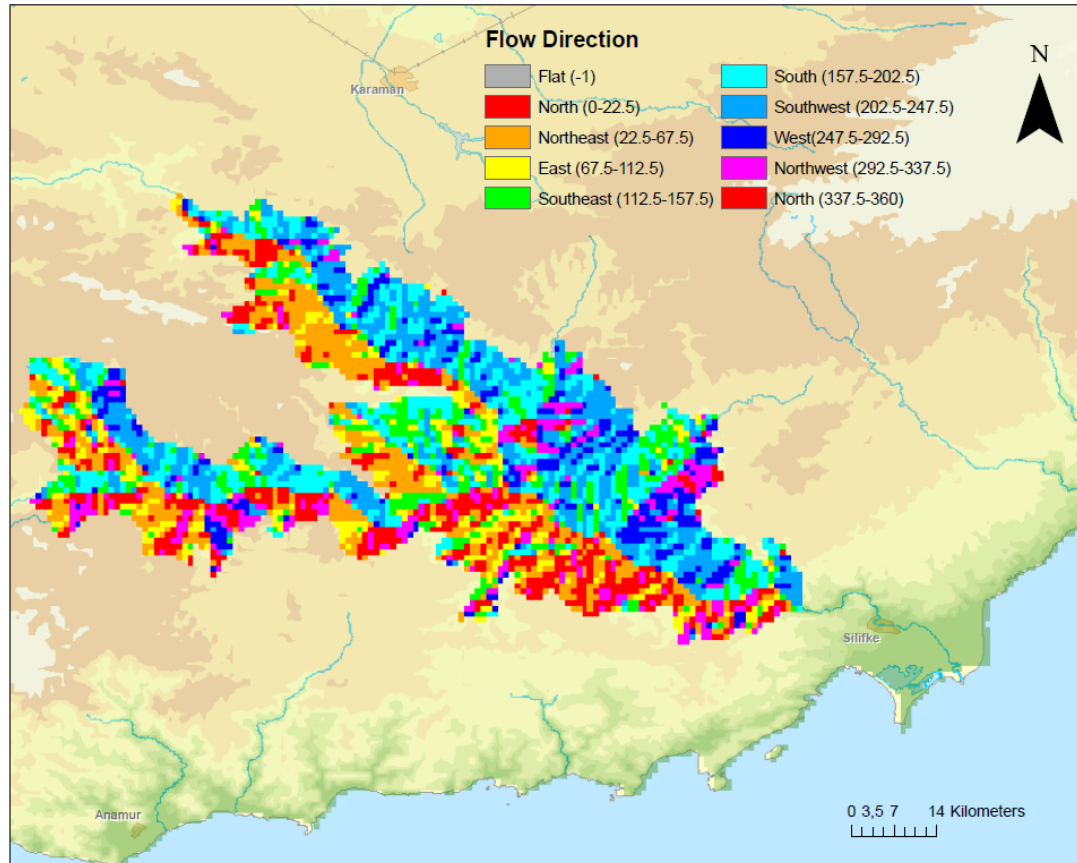 Flow Direction
Flat (-1)
North (0-22.5)
Northeast (22.5-67.5)
East (67.5-112.5)
Southeast (112.5-157.5)
South (157.5-202.5)
Southwest (202.5-247.5)
West(247.5-292.5)
Northwest (292.5-337.5)
North (337.5-360)
N
Karaman
Silifke
Anamur
0 3,5 7 14 Kilometers